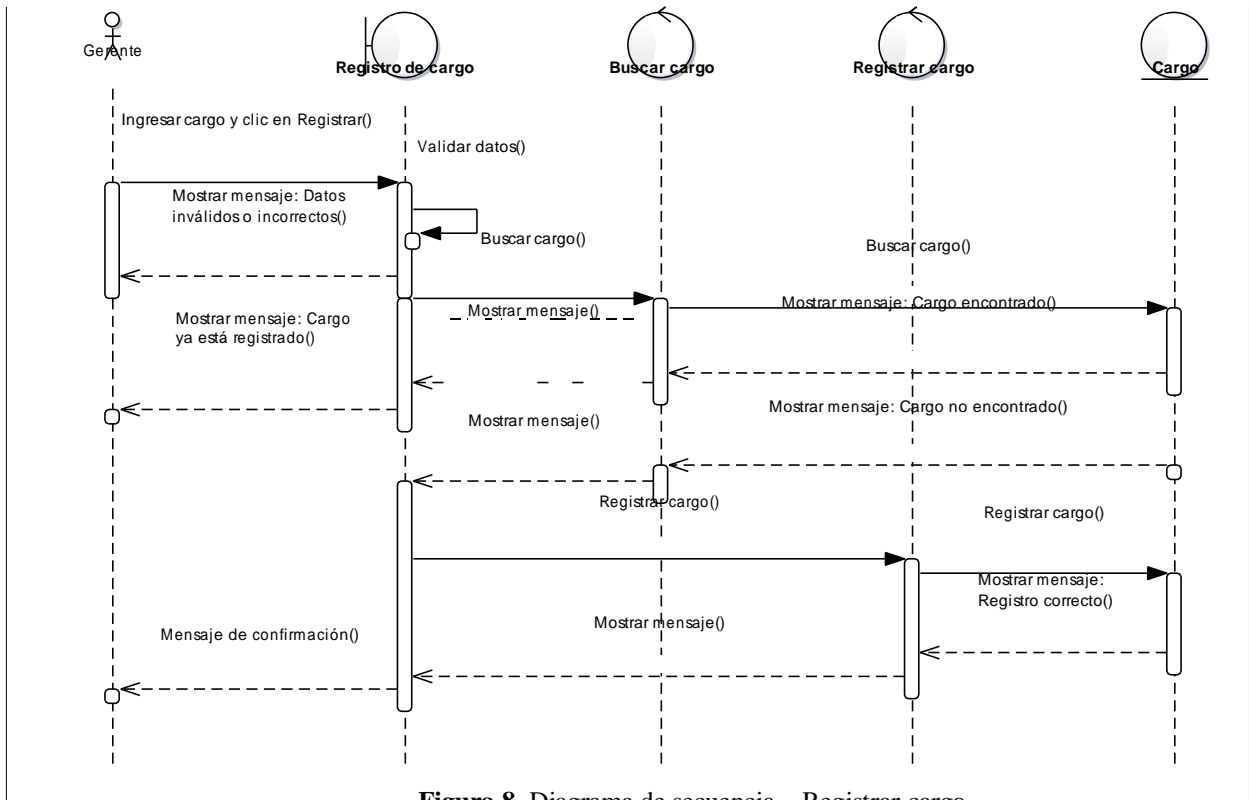 Gerente
Registro de cargo
Buscar cargo
Registrar cargo
Cargo
Ingresar cargo y clic en Registrar()
Validar datos()
Mostrar mensaje: Datos
inválidos o incorrectos()
Buscar cargo()
Buscar cargo()
Mostrar mensaje: Cargo encontrado()
Mostrar mensaje()
Mostrar mensaje: Cargo
ya está registrado()
Mostrar mensaje: Cargo no encontrado()
Mostrar mensaje()
Registrar cargo()
Registrar cargo()
Mostrar mensaje:
Registro correcto()
Mostrar mensaje()
Mensaje de confirmación()
Figura 8. Diagrama de secuencia – Registrar cargo